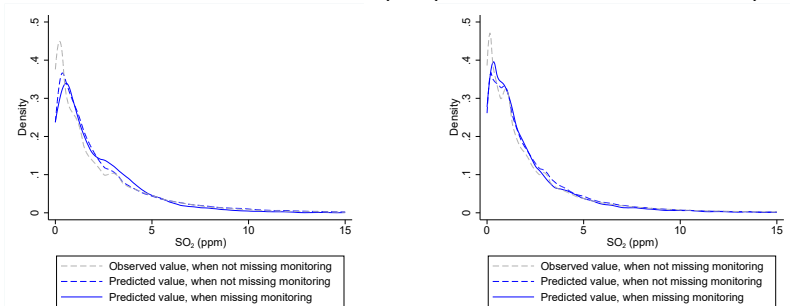 .5
.4
.3
.2
.1
0
Density
0 5 10 15
SO₂ (ppm)
Observed value, when not missing monitoring
Predicted value, when not missing monitoring
Predicted value, when missing monitoring
.5
.4
.3
.2
.1
0
Density
0 5 10 15
SO₂ (ppm)
Observed value, when not missing monitoring
Predicted value, when not missing monitoring
Predicted value, when missing monitoring